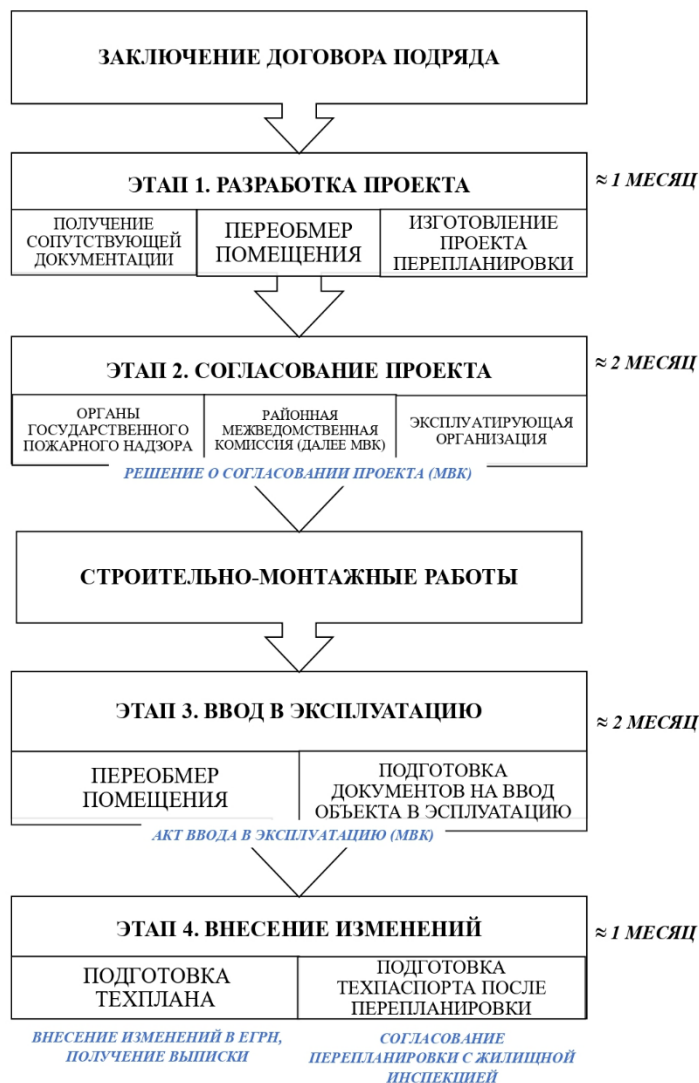 ЗАКЛЮЧЕНИЕ ДОГОВОРА ПОДРЯДА
ЭТАП 1. РАЗРАБОТКА ПРОЕКТА
≈ 1 МЕСЯЦ
ПОЛУЧЕНИЕ
СОПУТСТВУЮЩЕЙ
ДОКУМЕНТАЦИИ
ПЕРЕОБМЕР
ПОМЕЩЕНИЯ
ИЗГОТОВЛЕНИЕ
ПРОЕКТА
ПЕРЕПЛАНИРОВКИ
ЭТАП 2. СОГЛАСОВАНИЕ ПРОЕКТА
≈ 2 МЕСЯЦ
ОРГАНЫ
ГОСУДАРСТВЕННОГО
ПОЖАРНОГО НАДЗОРА
РАЙОННАЯ
МЕЖВЕДОМСТВЕННАЯ
КОМИССИЯ (ДАЛЕЕ МВК)
ЭКСПЛУАТИРУЮЩАЯ
ОРГАНИЗАЦИЯ
РЕШЕНИЕ О СОГЛАСОВАНИИ ПРОЕКТА (МВК)
СТРОИТЕЛЬНО-МОНТАЖНЫЕ РАБОТЫ
ЭТАП 3. ВВОД В ЭКСПЛУАТАЦИЮ
≈ 2 МЕСЯЦ
ПЕРЕОБМЕР
ПОМЕЩЕНИЯ
ПОДГОТОВКА
ДОКУМЕНТОВ НА ВВОД
ОБЪЕКТА В ЭСПЛУАТАЦИЮ
АКТ ВВОДА В ЭКСПЛУАТАЦИЮ (МВК)
ЭТАП 4. ВНЕСЕНИЕ ИЗМЕНЕНИЙ
≈ 1 МЕСЯЦ
ПОДГОТОВКА
ТЕХПЛАНА
ПОДГОТОВКА
ТЕХПАСПОРТА ПОСЛЕ
ПЕРЕПЛАНИРОВКИ
ВНЕСЕНИЕ ИЗМЕНЕНИЙ В ЕГРН,
ПОЛУЧЕНИЕ ВЫПИСКИ
СОГЛАСОВАНИЕ
ПЕРЕПЛАНИРОВКИ С ЖИЛИЩНОЙ
ИНСПЕКЦИЕЙ